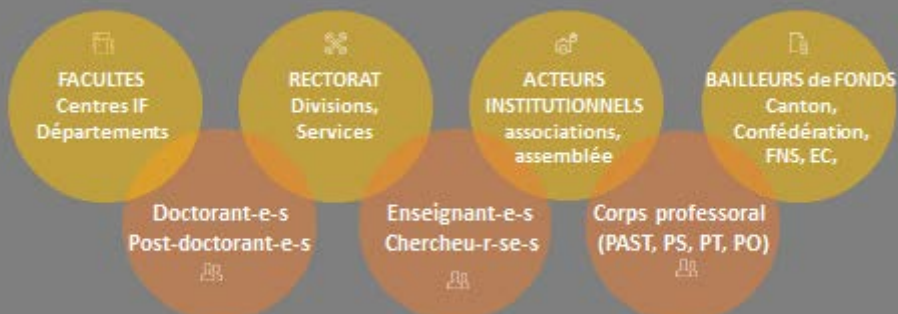 FACULTES
Centres IF
Départements
RECTORAT
Divisions,
Services
ACTEURS
INSTITUTIONNELS
associations,
assemblée
BAILLEURS de FONDS
Canton,
Confédération,
FNS, EC,
Doctorant-e-s
Post-doctorant-e-s
Enseignant-e-s
Chercheu-r-se-s
Corps professoral
(PAST, PS, PT, PO)